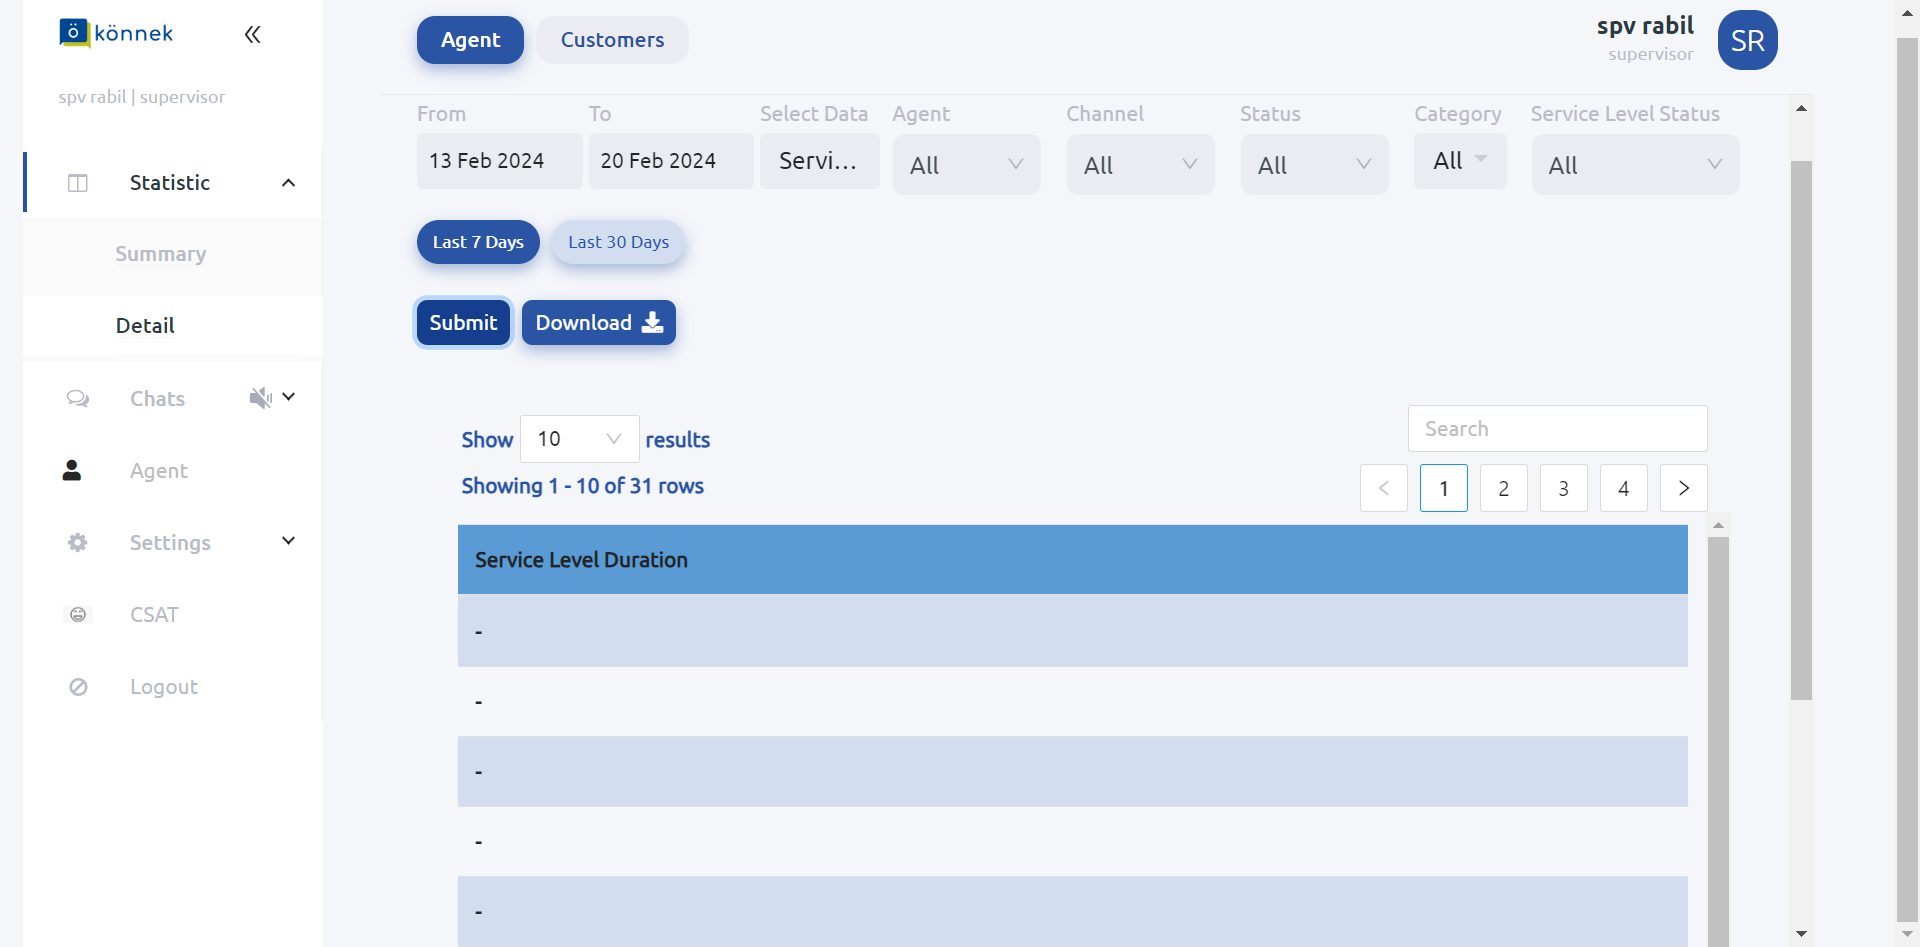 ö könnek
spv rabil | supervisor
Statistic
Summary
Detail
Chats
Agent
Settings
CSAT
Logout
Agent
Customers
spv rabil
supervisor
SR
From
To
Select Data
Agent
Channel
Status
Category
Service Level Status
13 Feb 2024
20 Feb 2024
Servi...
All
All
All
All
All
Last 7 Days
Last 30 Days
Submit
Download
Show 10 results
Search
Showing 1 - 10 of 31 rows
< 1 2 3 4 >
Service Level Duration
-
-
-
-
-